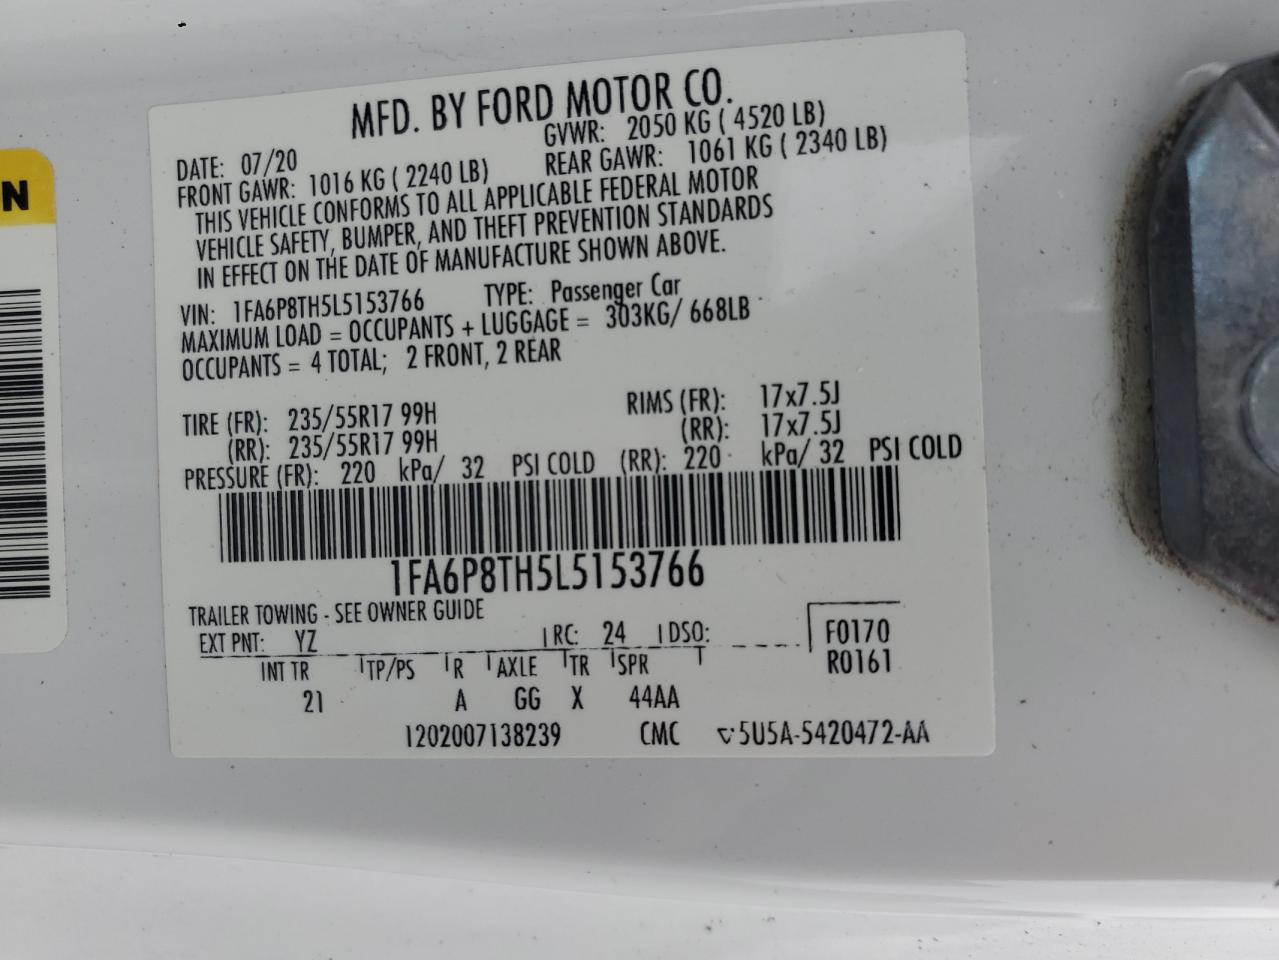 MFD. BY FORD MOTOR CO.
DATE: 07/20 GVWR: 2050 KG ( 4520 LB)
FRONT GAWR: 1016 KG ( 2240 LB) REAR GAWR: 1061 KG ( 2340 LB)
THIS VEHICLE CONFORMS TO ALL APPLICABLE FEDERAL MOTOR
VEHICLE SAFETY, BUMPER, AND THEFT PREVENTION STANDARDS
IN EFFECT ON THE DATE OF MANUFACTURE SHOWN ABOVE.
VIN: 1FA6P8TH5L5153766 TYPE: Passenger Car
MAXIMUM LOAD = OCCUPANTS + LUGGAGE = 303KG/ 668LB
OCCUPANTS = 4 TOTAL; 2 FRONT, 2 REAR
TIRE (FR): 235/55R17 99H RIMS (FR): 17x7.5J
(RR): 235/55R17 99H (RR): 17x7.5J
PRESSURE (FR): 220 kPa/ 32 PSI COLD (RR): 220 kPa/ 32 PSI COLD
1FA6P8TH5L5153766
TRAILER TOWING - SEE OWNER GUIDE
EXT PNT: YZ RC: 24 DSO: F0170
INT TR TP/PS R AXLE TR SPR R0161
21 A GG X 44AA
1202007138239 CMC 5U5A-5420472-AA
N